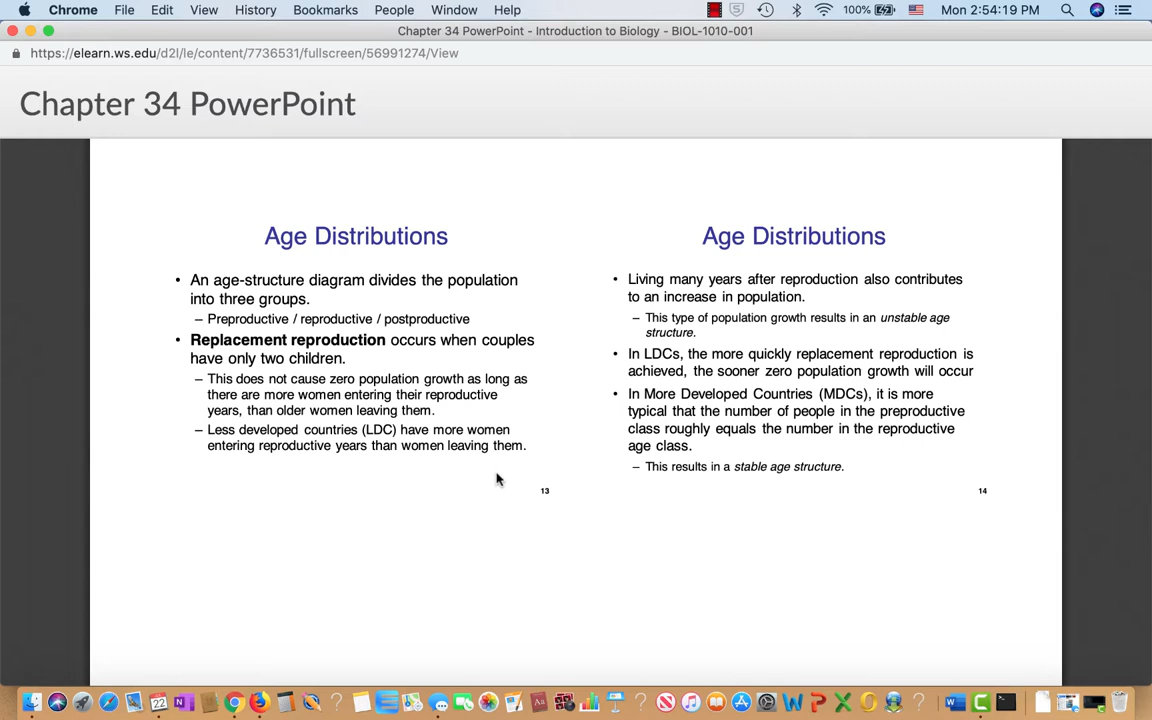 Chrome File Edit View History Bookmarks People Window Help 100% Mon 2:54:19 PM
Chapter 34 PowerPoint - Introduction to Biology - BIOL-1010-001
https://elearn.ws.edu/d2l/le/content/7736531/fullscreen/56991274/View
Chapter 34 PowerPoint
Age Distributions
• An age-structure diagram divides the population
into three groups.
– Preproductive / reproductive / postproductive
• Replacement reproduction occurs when couples
have only two children.
– This does not cause zero population growth as long as
there are more women entering their reproductive
years, than older women leaving them.
– Less developed countries (LDC) have more women
entering reproductive years than women leaving them.
13
Age Distributions
• Living many years after reproduction also contributes
to an increase in population.
– This type of population growth results in an unstable age
structure.
• In LDCs, the more quickly replacement reproduction is
achieved, the sooner zero population growth will occur
• In More Developed Countries (MDCs), it is more
typical that the number of people in the preproductive
class roughly equals the number in the reproductive
age class.
– This results in a stable age structure.
14